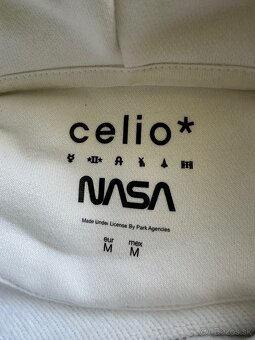 celio*
NASA
Made Under License By Park Agencies
eur mex
M M